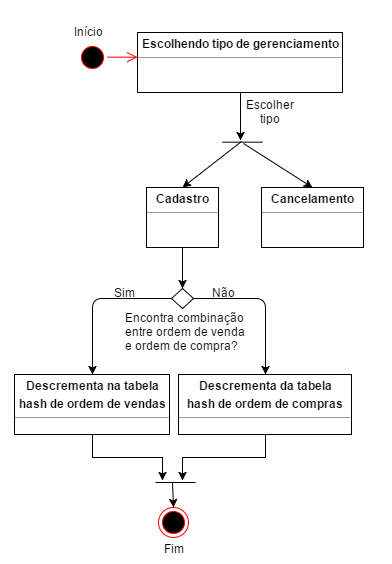 Início
Escolhendo tipo de gerenciamento
Escolher
tipo
Cadastro
Cancelamento
Sim
Não
Encontra combinação
entre ordem de venda
e ordem de compra?
Descrementa na tabela
hash de ordem de vendas
Descrementa da tabela
hash de ordem de compras
Fim